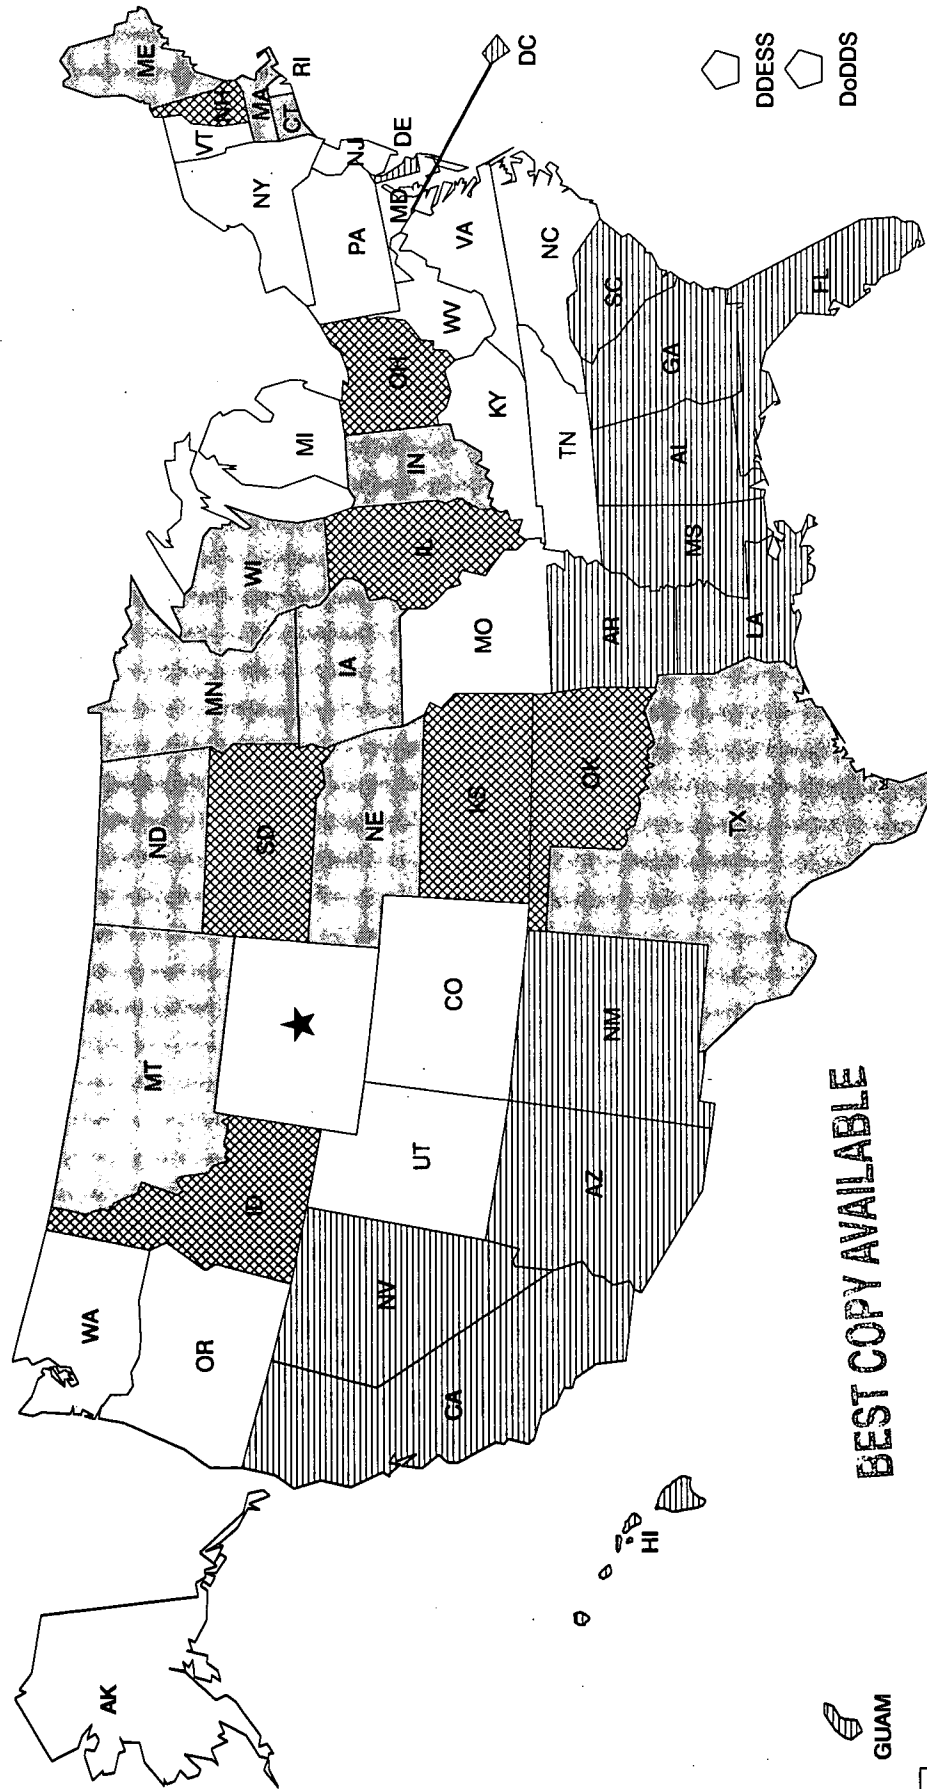 AK
WA
OR
CA
NV
ID
MT
UT
AZ
CO
NM
ND
SD
NE
KS
OK
TX
MN
IA
MO
AR
LA
WI
IL
MS
MI
IN
OH
KY
TN
AL
GA
FL
SC
NC
VA
WV
PA
NY
VT
NH
ME
MA
CT
RI
NJ
DE
MD
DC
HI
GUAM
DDESS
DoDDS
BEST COPY AVAILABLE